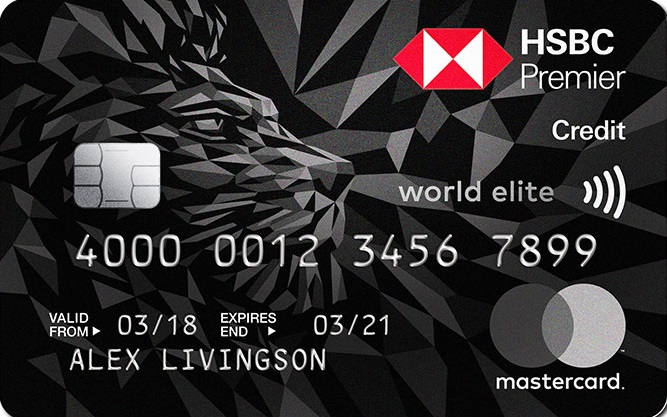 HSBC
Premier
Credit
world elite
4000 0012 3456 7899
VALID FROM 03/18 EXPIRES END 03/21
ALEX LIVINGSON
mastercard.